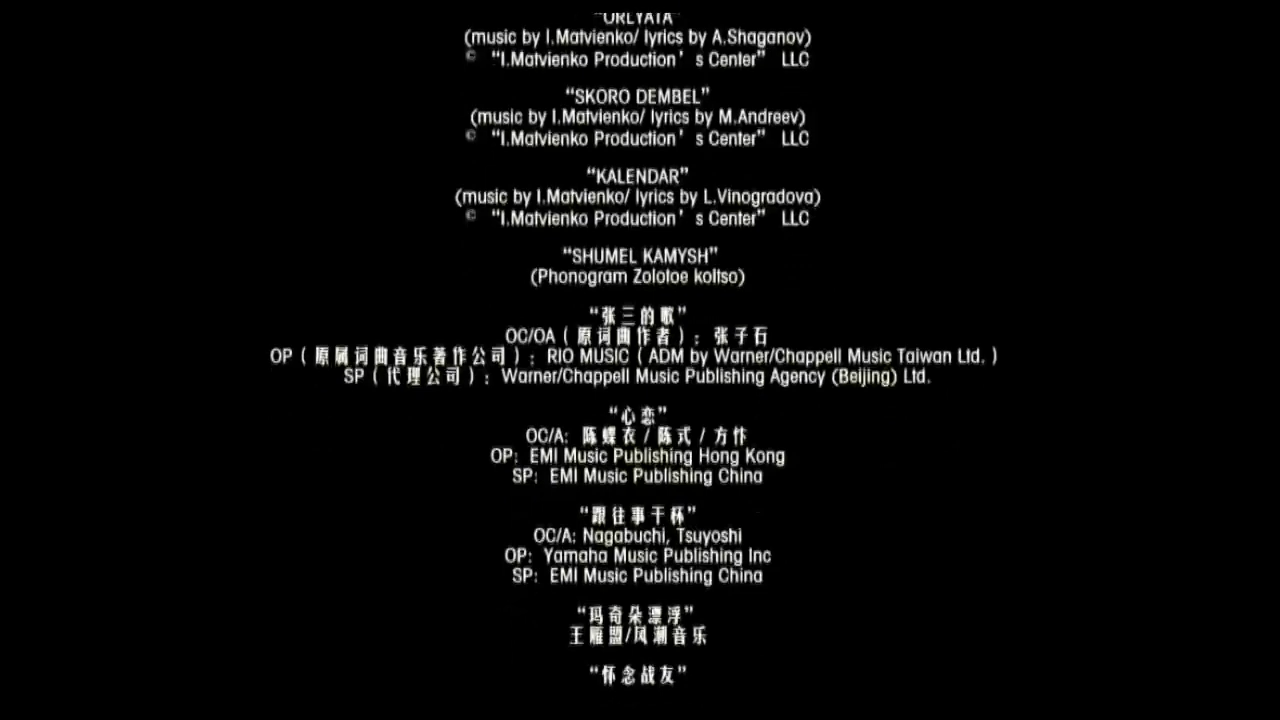 "ORLYATA"
(music by I.Matvienko/ lyrics by A.Shaganov)
© “I.Matvienko Production’s Center” LLC
“SKORO DEMBEL”
(music by I.Matvienko/ lyrics by M.Andreev)
© “I.Matvienko Production’s Center” LLC
“KALENDAR”
(music by I.Matvienko/ lyrics by L.Vinogradova)
© “I.Matvienko Production’s Center” LLC
“SHUMEL KAMYSH”
(Phonogram Zolotoe koltso)
“张三的歌”
OC/OA（原词曲作者）：张子石
OP（原属词曲音乐著作公司）：RIO MUSIC（ADM by Warner/Chappell Music Taiwan Ltd.）
SP（代理公司）：Warner/Chappell Music Publishing Agency (Beijing) Ltd.
“心恋”
OC/A: 陈蝶衣/陈式/方忭
OP: EMI Music Publishing Hong Kong
SP: EMI Music Publishing China
“跟往事干杯”
OC/A: Nagabuchi, Tsuyoshi
OP: Yamaha Music Publishing Inc
SP: EMI Music Publishing China
“玛奇朵漂浮”
王雁盟/风潮音乐
“怀念战友”